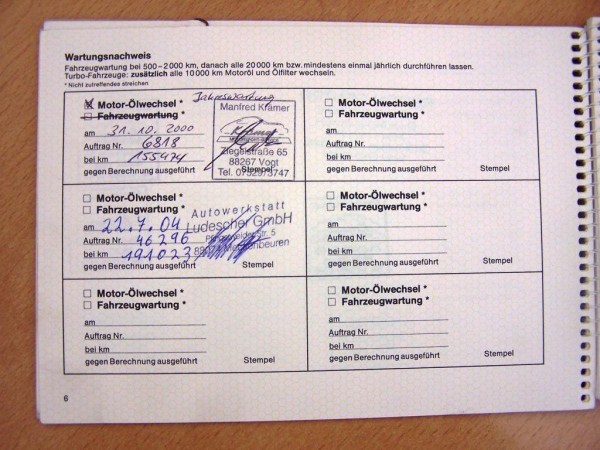 Wartungsnachweis
Fahrzeugwartung bei 500–2000 km, danach alle 20000 km bzw. mindestens einmal jährlich durchführen lassen.
Turbo-Fahrzeuge: zusätzlich alle 10000 km Motoröl und Ölfilter wechseln.
* Nicht zutreffendes streichen
Jahreswartung
Motor-Ölwechsel *
Fahrzeugwartung *
am 31.10.2000
Auftrag Nr. 6818
bei km 155474
gegen Berechnung ausgeführt
Stempel
Manfred Krämer
Ziegelstraße 65
88267 Vogt
Tel. 07529/3747
Motor-Ölwechsel *
Fahrzeugwartung *
am
Auftrag Nr.
bei km
gegen Berechnung ausgeführt
Stempel
Motor-Ölwechsel *
Fahrzeugwartung *
am 22.7.04
Auftrag Nr. 46296
bei km 191023
gegen Berechnung ausgeführt
Stempel
Autowerkstatt
Ludescher GmbH
Motor-Ölwechsel *
Fahrzeugwartung *
am
Auftrag Nr.
bei km
gegen Berechnung ausgeführt
Stempel
Motor-Ölwechsel *
Fahrzeugwartung *
am
Auftrag Nr.
bei km
gegen Berechnung ausgeführt
Stempel
Motor-Ölwechsel *
Fahrzeugwartung *
am
Auftrag Nr.
bei km
gegen Berechnung ausgeführt
Stempel
6